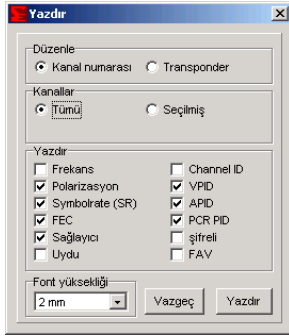 Yazdır
Düzenle
Kanal numarası Transponder
Kanallar
Tümü Seçilmiş
Yazdır
Frekans Channel ID
Polarizasyon VPID
Symbolrate (SR) APID
FEC PCR PID
Sağlayıcı şifreli
Uydu FAV
Font yüksekliği
2 mm Vazgeç Yazdır